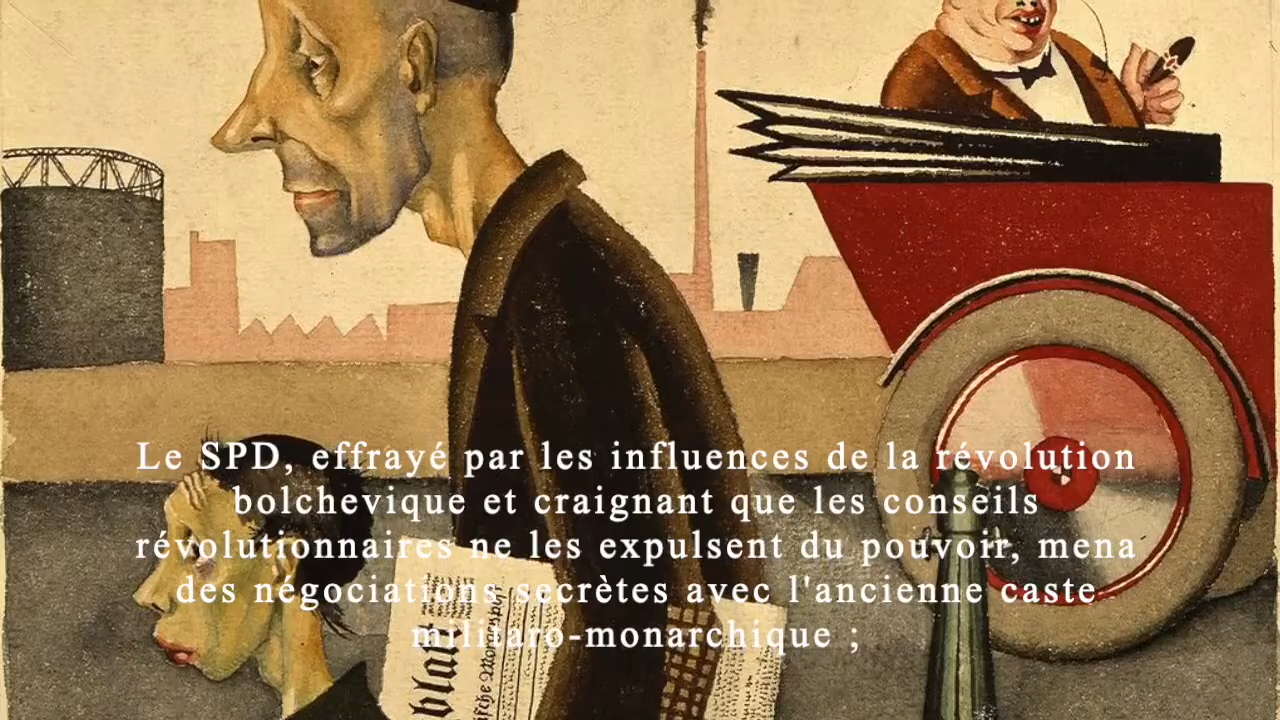 Le SPD, effrayé par les influences de la révolution
bolchevique et craignant que les conseils
révolutionnaires ne les expulsent du pouvoir, mena
des négociations secrètes avec l'ancienne caste
militaro-monarchique ;
blatt